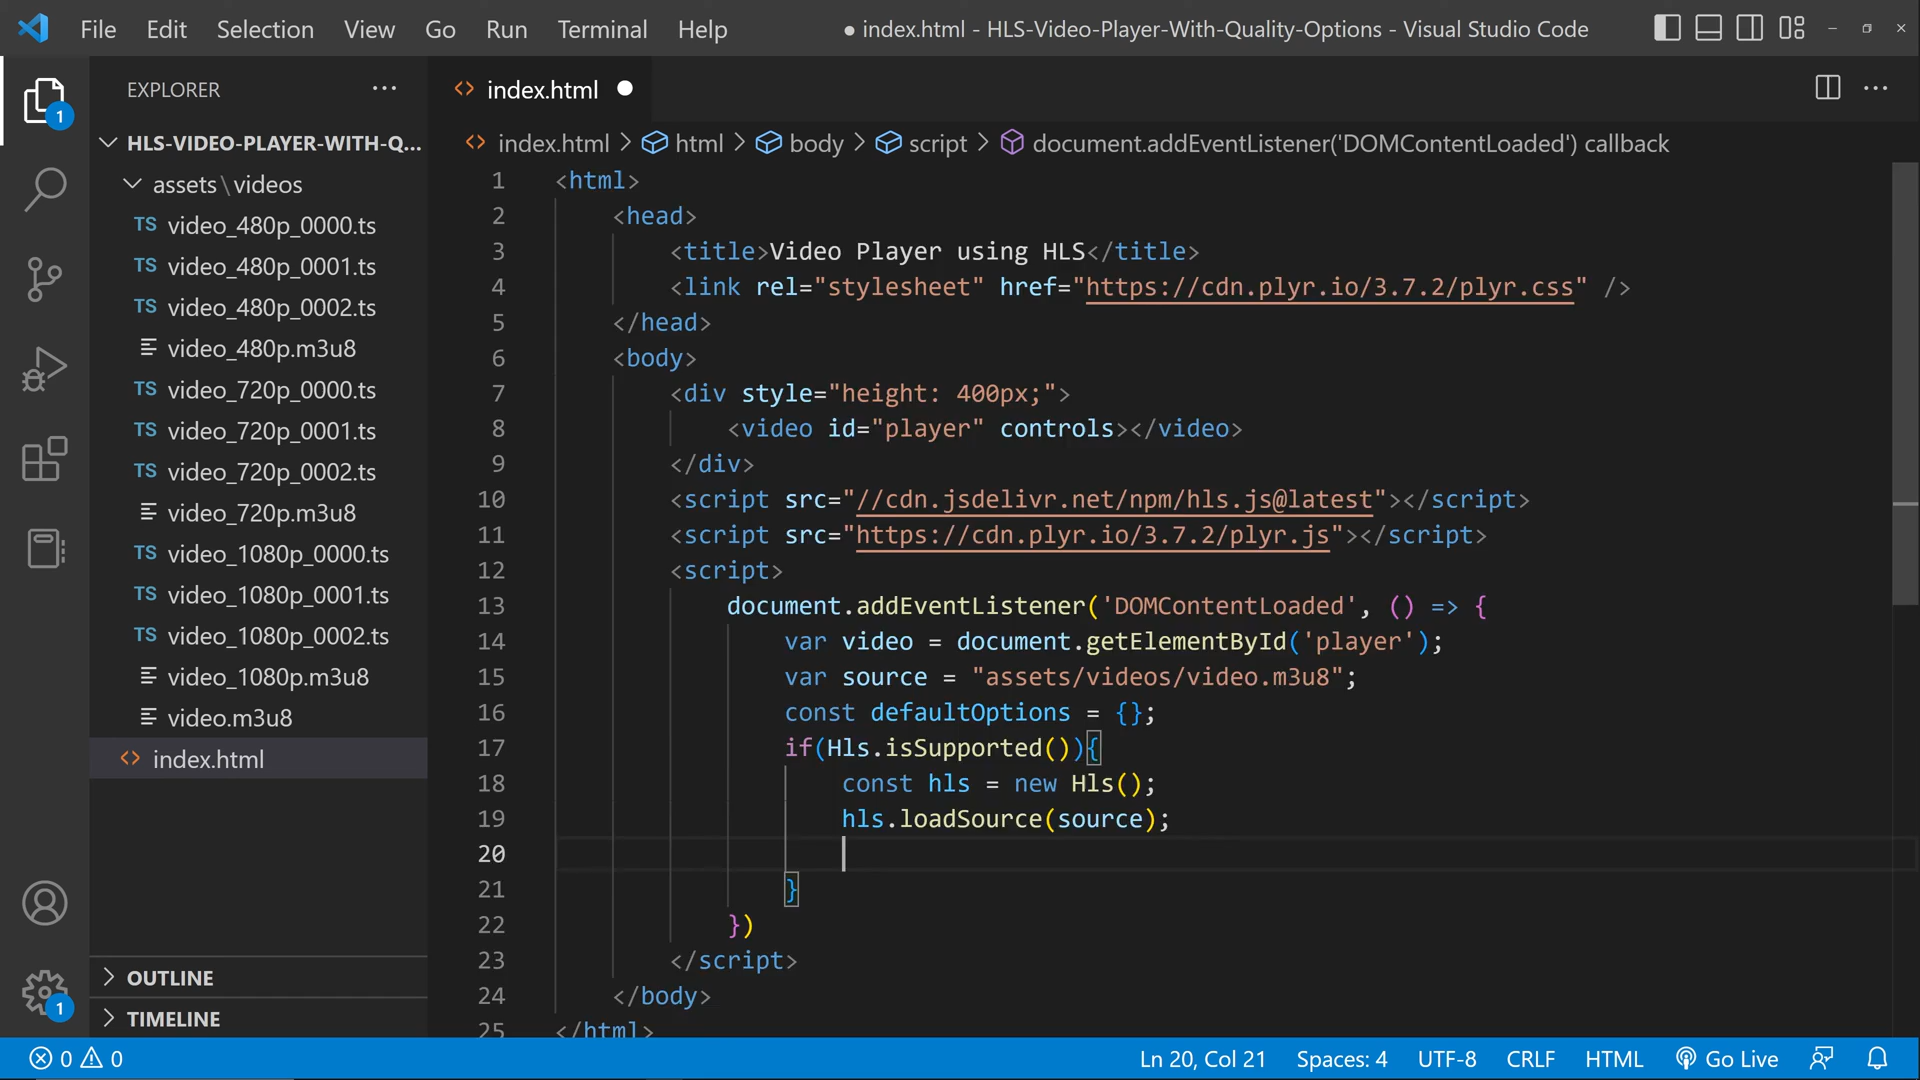 File Edit Selection View Go Run Terminal Help
● index.html - HLS-Video-Player-With-Quality-Options - Visual Studio Code
EXPLORER
HLS-VIDEO-PLAYER-WITH-Q...
assets\videos
TS video_480p_0000.ts
TS video_480p_0001.ts
TS video_480p_0002.ts
video_480p.m3u8
TS video_720p_0000.ts
TS video_720p_0001.ts
TS video_720p_0002.ts
video_720p.m3u8
TS video_1080p_0000.ts
TS video_1080p_0001.ts
TS video_1080p_0002.ts
video_1080p.m3u8
video.m3u8
index.html
OUTLINE
TIMELINE
1
1
index.html
index.html > html > body > script > document.addEventListener('DOMContentLoaded') callback
1 <html>
2 <head>
3 <title>Video Player using HLS</title>
4 <link rel="stylesheet" href="https://cdn.plyr.io/3.7.2/plyr.css" />
5 </head>
6 <body>
7 <div style="height: 400px;">
8 <video id="player" controls></video>
9 </div>
10 <script src="//cdn.jsdelivr.net/npm/hls.js@latest"></script>
11 <script src="https://cdn.plyr.io/3.7.2/plyr.js"></script>
12 <script>
13 document.addEventListener('DOMContentLoaded', () => {
14 var video = document.getElementById('player');
15 var source = "assets/videos/video.m3u8";
16 const defaultOptions = {};
17 if(Hls.isSupported()){
18 const hls = new Hls();
19 hls.loadSource(source);
20
21 }
22 })
23 </script>
24 </body>
25 </html>
0 0
Ln 20, Col 21 Spaces: 4 UTF-8 CRLF HTML Go Live